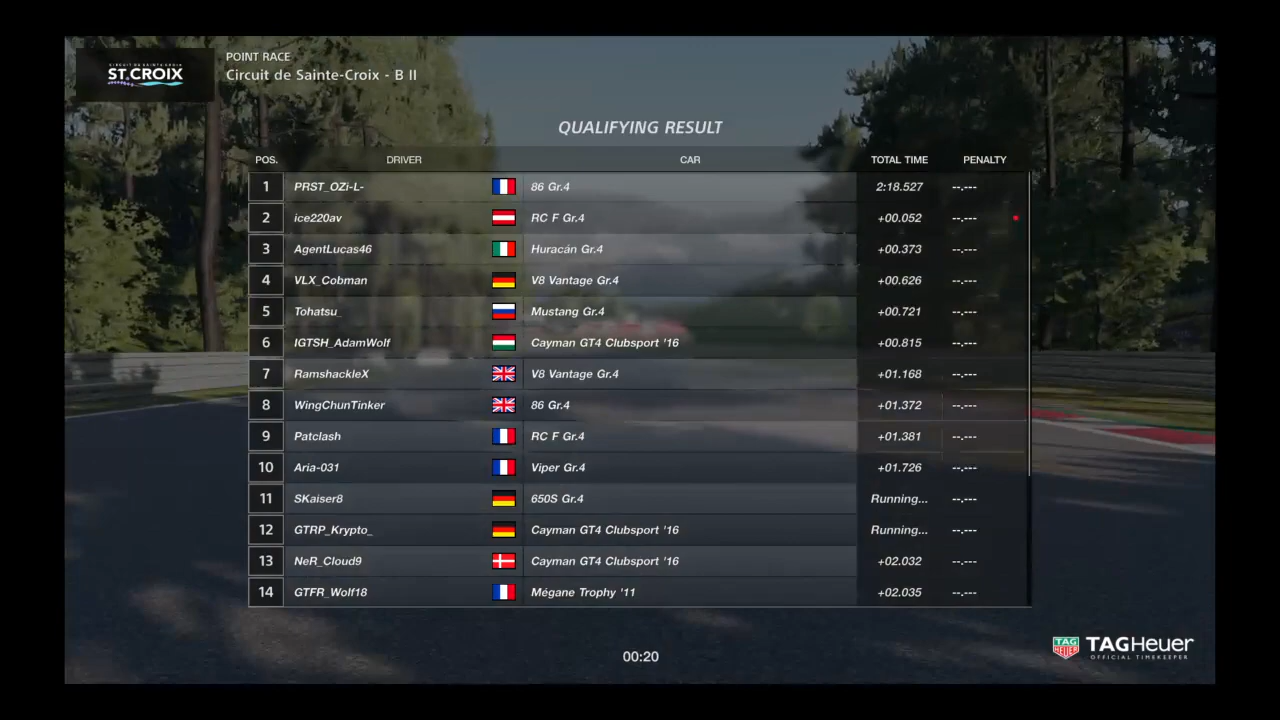 CIRCUIT DE SAINTE-CROIX
ST.CROIX
POINT RACE
Circuit de Sainte-Croix - B II
QUALIFYING RESULT
POS. DRIVER CAR TOTAL TIME PENALTY
1 PRST_OZi-L- 86 Gr.4 2:18.527 --.---
2 ice220av RC F Gr.4 +00.052 --.---
3 AgentLucas46 Huracán Gr.4 +00.373 --.---
4 VLX_Cobman V8 Vantage Gr.4 +00.626 --.---
5 Tohatsu_ Mustang Gr.4 +00.721 --.---
6 IGTSH_AdamWolf Cayman GT4 Clubsport '16 +00.815 --.---
7 RamshackleX V8 Vantage Gr.4 +01.168 --.---
8 WingChunTinker 86 Gr.4 +01.372 --.---
9 Patclash RC F Gr.4 +01.381 --.---
10 Aria-031 Viper Gr.4 +01.726 --.---
11 SKaiser8 650S Gr.4 Running... --.---
12 GTRP_Krypto_ Cayman GT4 Clubsport '16 Running... --.---
13 NeR_Cloud9 Cayman GT4 Clubsport '16 +02.032 --.---
14 GTFR_Wolf18 Mégane Trophy '11 +02.035 --.---
TAG HEUER TAGHeuer
OFFICIAL TIMEKEEPER
00:20